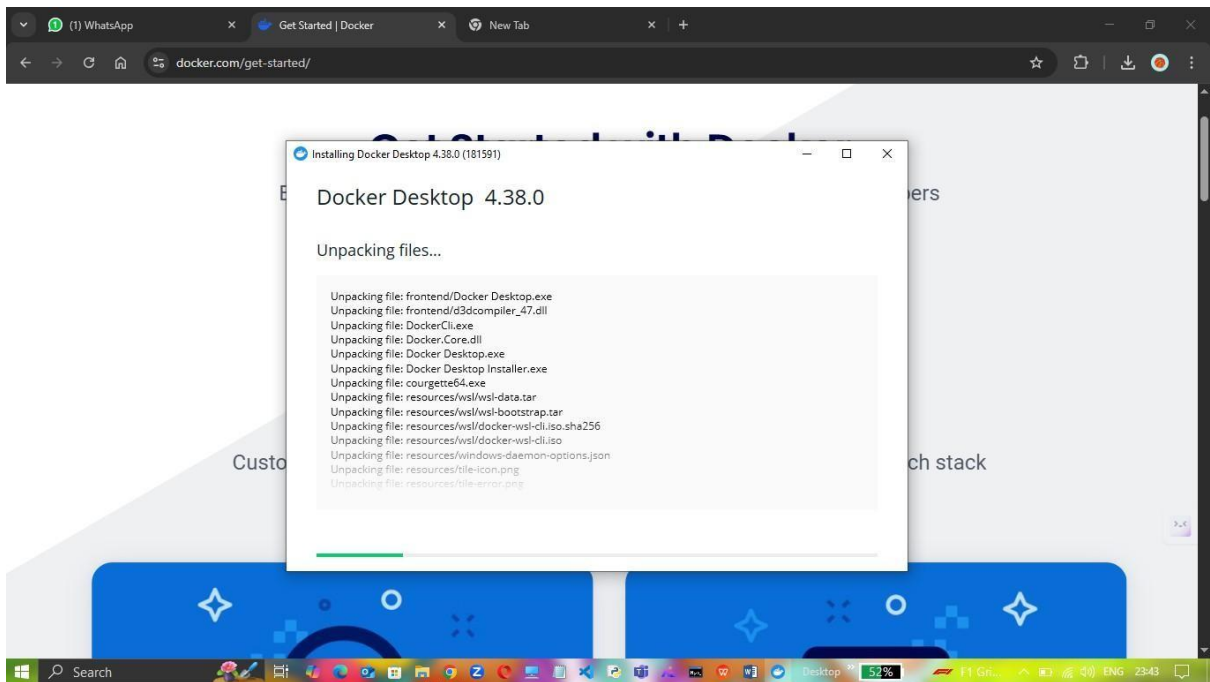 (1) WhatsApp
Get Started | Docker
New Tab
docker.com/get-started/
Installing Docker Desktop 4.38.0 (181591)
Docker Desktop 4.38.0
ers
Unpacking files...
Unpacking file: frontend/Docker Desktop.exe
Unpacking file: frontend/d3dcompiler_47.dll
Unpacking file: DockerCli.exe
Unpacking file: Docker.Core.dll
Unpacking file: Docker Desktop.exe
Unpacking file: Docker Desktop Installer.exe
Unpacking file: courgette64.exe
Unpacking file: resources/wsl/wsl-data.tar
Unpacking file: resources/wsl/wsl-bootstrap.tar
Unpacking file: resources/wsl/docker-wsl-cli.iso.sha256
Unpacking file: resources/wsl/docker-wsl-cli.iso
Unpacking file: resources/windows-daemon-options.json
Unpacking file: resources/tile-icon.png
Unpacking file: resources/tile-error.png
Custo
ch stack
Search
Desktop
52%
F1 Gri...
ENG
23:43